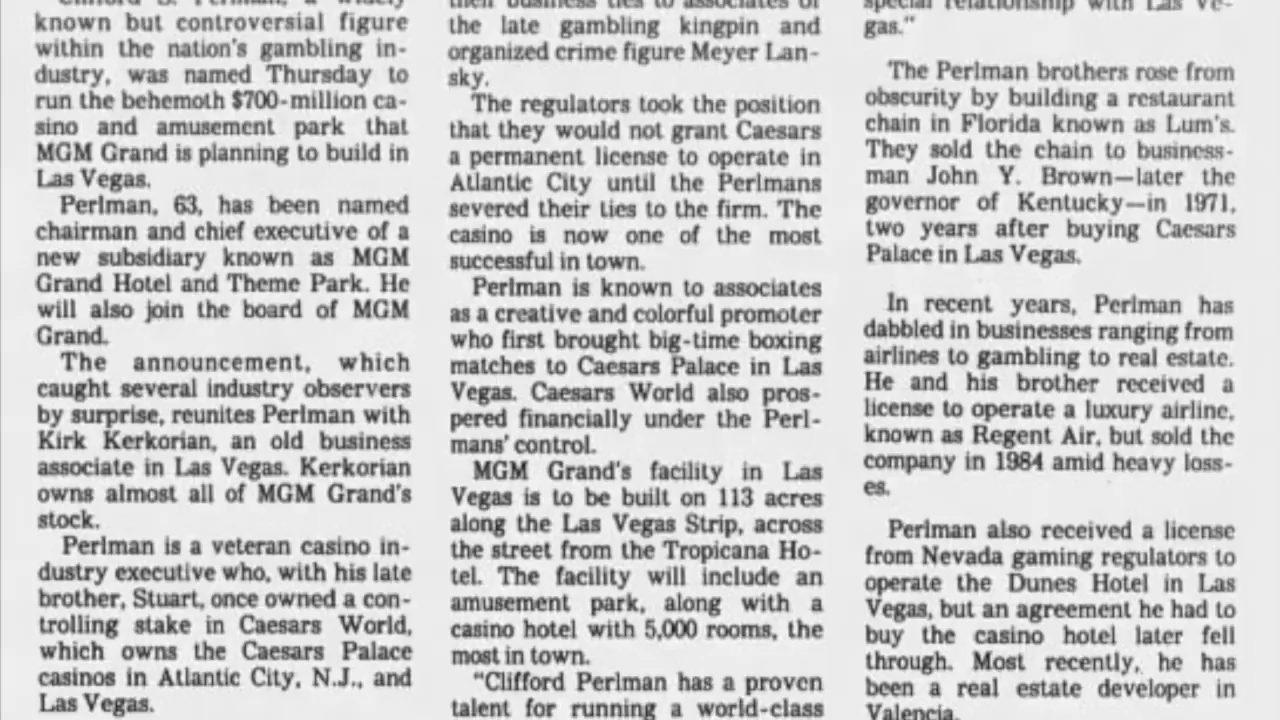 Clifford S. Perlman, a widely
known but controversial figure
within the nation's gambling in-
dustry, was named Thursday to
run the behemoth $700-million ca-
sino and amusement park that
MGM Grand is planning to build in
Las Vegas.
Perlman, 63, has been named
chairman and chief executive of a
new subsidiary known as MGM
Grand Hotel and Theme Park. He
will also join the board of MGM
Grand.
The announcement, which
caught several industry observers
by surprise, reunites Perlman with
Kirk Kerkorian, an old business
associate in Las Vegas. Kerkorian
owns almost all of MGM Grand's
stock.
Perlman is a veteran casino in-
dustry executive who, with his late
brother, Stuart, once owned a con-
trolling stake in Caesars World,
which owns the Caesars Palace
casinos in Atlantic City, N.J., and
Las Vegas.
their business ties to associates of
the late gambling kingpin and
organized crime figure Meyer Lan-
sky.
The regulators took the position
that they would not grant Caesars
a permanent license to operate in
Atlantic City until the Perlmans
severed their ties to the firm. The
casino is now one of the most
successful in town.
Perlman is known to associates
as a creative and colorful promoter
who first brought big-time boxing
matches to Caesars Palace in Las
Vegas. Caesars World also pros-
pered financially under the Perl-
mans' control.
MGM Grand's facility in Las
Vegas is to be built on 113 acres
along the Las Vegas Strip, across
the street from the Tropicana Ho-
tel. The facility will include an
amusement park, along with a
casino hotel with 5,000 rooms, the
most in town.
"Clifford Perlman has a proven
talent for running a world-class
special relationship with Las Ve-
gas."
The Perlman brothers rose from
obscurity by building a restaurant
chain in Florida known as Lum's.
They sold the chain to business-
man John Y. Brown—later the
governor of Kentucky—in 1971,
two years after buying Caesars
Palace in Las Vegas.
In recent years, Perlman has
dabbled in businesses ranging from
airlines to gambling to real estate.
He and his brother received a
license to operate a luxury airline,
known as Regent Air, but sold the
company in 1984 amid heavy loss-
es.
Perlman also received a license
from Nevada gaming regulators to
operate the Dunes Hotel in Las
Vegas, but an agreement he had to
buy the casino hotel later fell
through. Most recently, he has
been a real estate developer in
Valencia.